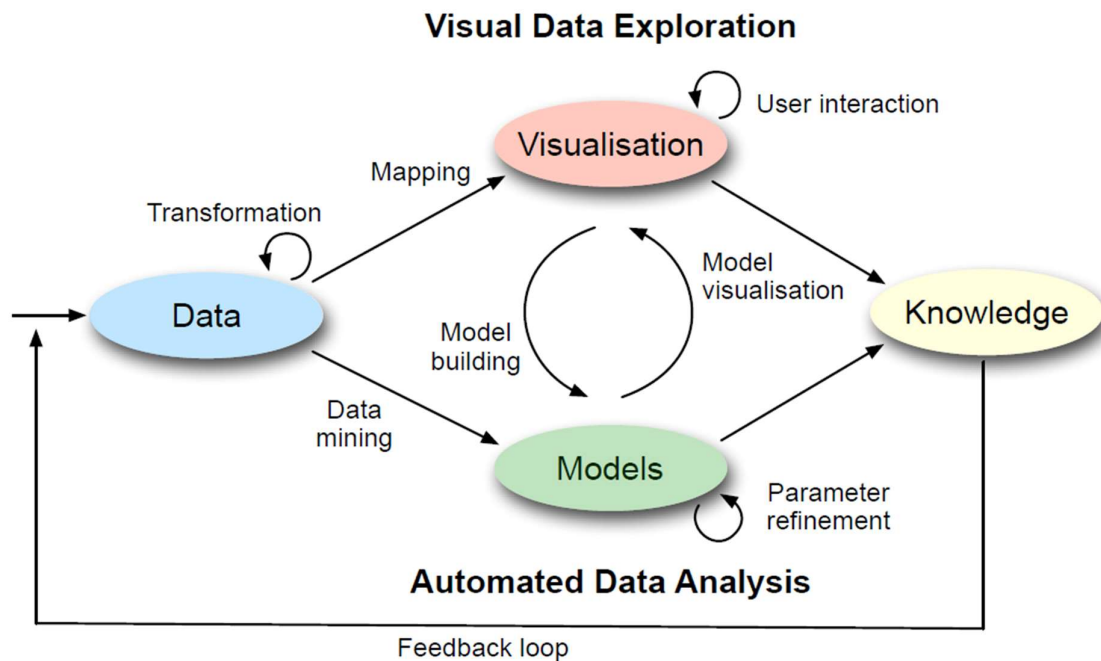 Visual Data Exploration
User interaction
Visualisation
Mapping
Transformation
Model
visualisation
Data
Knowledge
Model
building
Data
mining
Models
Parameter
refinement
Automated Data Analysis
Feedback loop